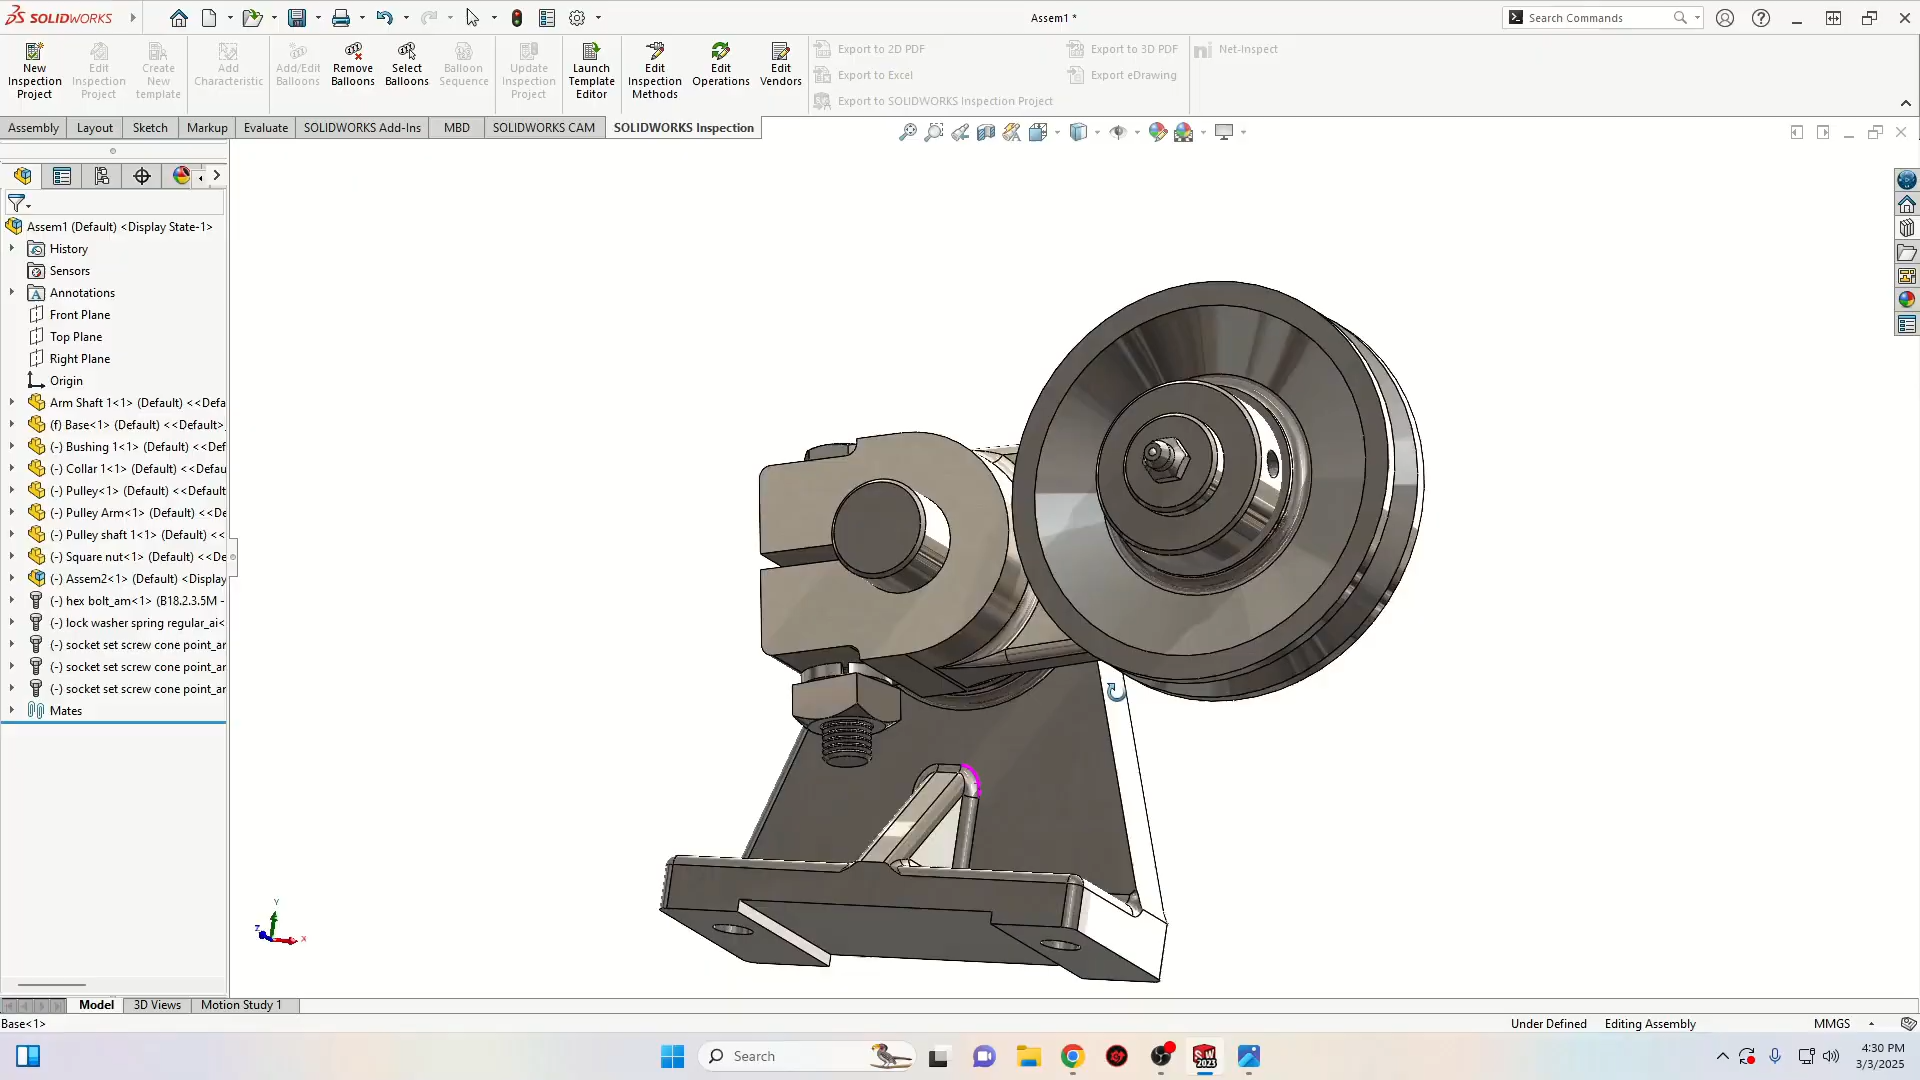 SOLIDWORKS
Assem1 *
Search Commands
New Inspection Project
Edit Inspection Project
Create New template
Add Characteristic
Add/Edit Balloons
Remove Balloons
Select Balloons
Balloon Sequence
Update Inspection Project
Launch Template Editor
Edit Inspection Methods
Edit Operations
Edit Vendors
Export to 2D PDF
Export to Excel
Export to SOLIDWORKS Inspection Project
Export to 3D PDF
Export eDrawing
Net-Inspect
Assembly
Layout
Sketch
Markup
Evaluate
SOLIDWORKS Add-Ins
MBD
SOLIDWORKS CAM
SOLIDWORKS Inspection
Assem1 (Default) <Display State-1>
History
Sensors
Annotations
Front Plane
Top Plane
Right Plane
Origin
Arm Shaft 1<1> (Default) <<Defa
(f) Base<1> (Default) <<Default>_
(-) Bushing 1<1> (Default) <<Def
(-) Collar 1<1> (Default) <<Defau
(-) Pulley<1> (Default) <<Default
(-) Pulley Arm<1> (Default) <<De
(-) Pulley shaft 1<1> (Default) <<
(-) Square nut<1> (Default) <<De
(-) Assem2<1> (Default) <Display
(-) hex bolt_am<1> (B18.2.3.5M -
(-) lock washer spring regular_ai<
(-) socket set screw cone point_ar
(-) socket set screw cone point_ar
(-) socket set screw cone point_ar
Mates
Y
Z
X
Model
3D Views
Motion Study 1
Base<1>
Under Defined
Editing Assembly
MMGS
Search
SW
2023
4:30 PM
3/3/2025